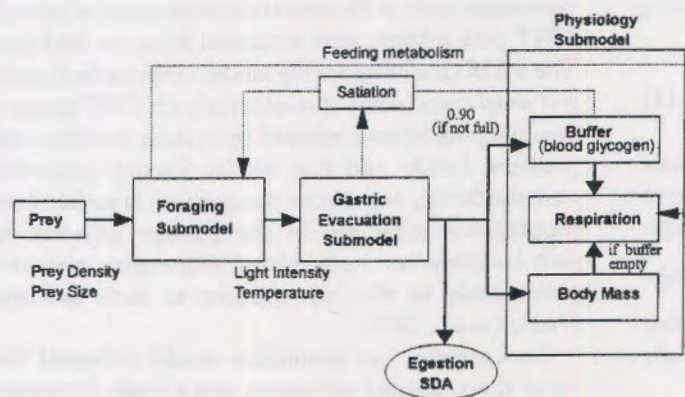 Physiology
Submodel
Feeding metabolism
Satiation
0.90
(if not full)
Buffer
(blood glycogen)
Prey
Foraging
Submodel
Gastric
Evacuation
Submodel
Respiration
if buffer
empty
Body Mass
Prey Density
Prey Size
Light Intensity
Temperature
Egestion
SDA